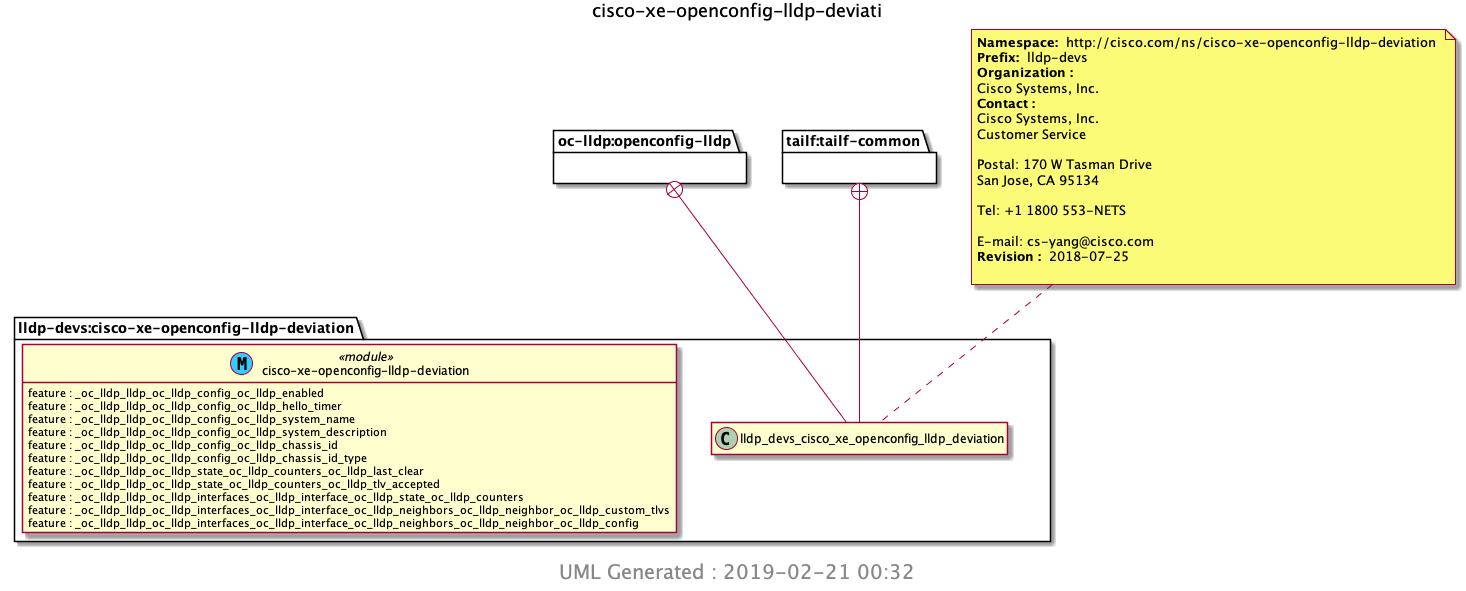 cisco-xe-openconfig-lldp-deviati
Namespace:  http://cisco.com/ns/cisco-xe-openconfig-lldp-deviation
Prefix:  lldp-devs
Organization :
Cisco Systems, Inc.
Contact :
Cisco Systems, Inc.
Customer Service
Postal: 170 W Tasman Drive
San Jose, CA 95134
Tel: +1 1800 553-NETS
E-mail: cs-yang@cisco.com
Revision :  2018-07-25
oc-lldp:openconfig-lldp
tailf:tailf-common
lldp-devs:cisco-xe-openconfig-lldp-deviation
M
«module»
cisco-xe-openconfig-lldp-deviation
feature : _oc_lldp_lldp_oc_lldp_config_oc_lldp_enabled
feature : _oc_lldp_lldp_oc_lldp_config_oc_lldp_hello_timer
feature : _oc_lldp_lldp_oc_lldp_config_oc_lldp_system_name
feature : _oc_lldp_lldp_oc_lldp_config_oc_lldp_system_description
feature : _oc_lldp_lldp_oc_lldp_config_oc_lldp_chassis_id
feature : _oc_lldp_lldp_oc_lldp_config_oc_lldp_chassis_id_type
feature : _oc_lldp_lldp_oc_lldp_state_oc_lldp_counters_oc_lldp_last_clear
feature : _oc_lldp_lldp_oc_lldp_state_oc_lldp_counters_oc_lldp_tlv_accepted
feature : _oc_lldp_lldp_oc_lldp_interfaces_oc_lldp_interface_oc_lldp_state_oc_lldp_counters
feature : _oc_lldp_lldp_oc_lldp_interfaces_oc_lldp_interface_oc_lldp_neighbors_oc_lldp_neighbor_oc_lldp_custom_tlvs
feature : _oc_lldp_lldp_oc_lldp_interfaces_oc_lldp_interface_oc_lldp_neighbors_oc_lldp_neighbor_oc_lldp_config
C lldp_devs_cisco_xe_openconfig_lldp_deviation
UML Generated : 2019-02-21 00:32